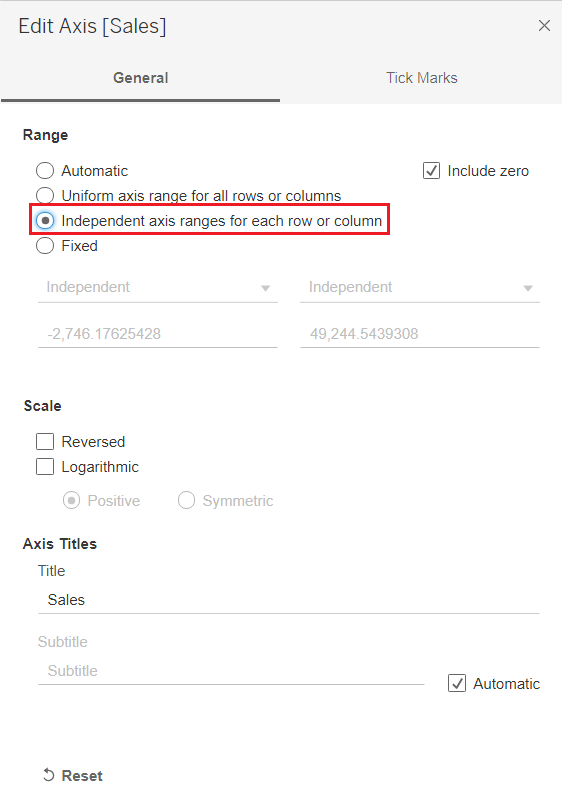 Edit Axis [Sales]
General
Tick Marks
Range
Automatic
Include zero
Uniform axis range for all rows or columns
Independent axis ranges for each row or column
Fixed
Independent
Independent
-2,746.17625428
49,244.5439308
Scale
Reversed
Logarithmic
Positive
Symmetric
Axis Titles
Title
Sales
Subtitle
Subtitle
Automatic
Reset